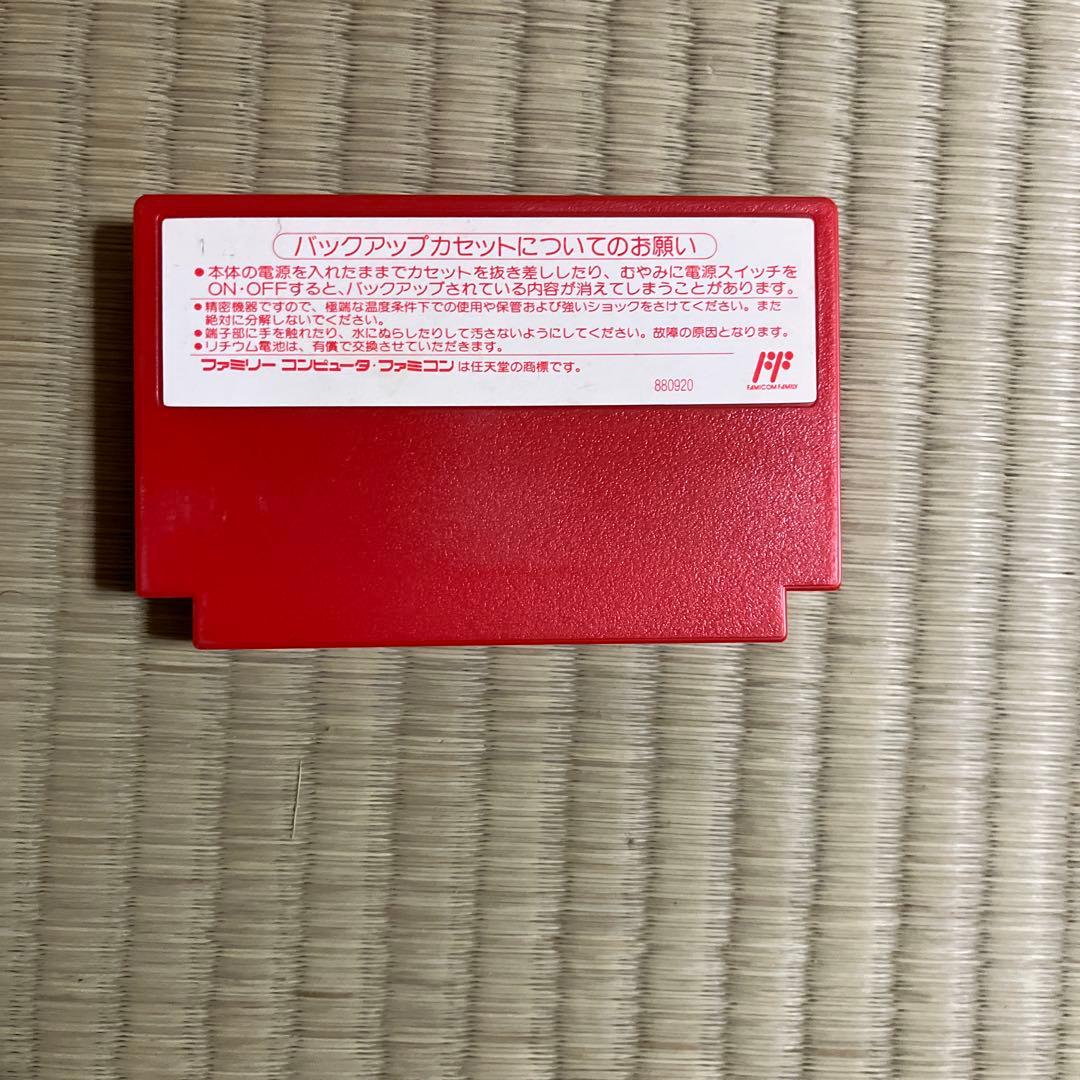 バックアップカセットについてのお願い
●本体の電源を入れたままでカセットを抜き差ししたり、むやみに電源スイッチを
ON・OFFすると、バックアップされている内容が消えてしまうことがあります。
●精密機器ですので、極端な温度条件下での使用や保管および強いショックをさけてください。また
絶対に分解しないでください。
●端子部に手を触れたり、水にぬらしたりして汚さないようにしてください。故障の原因となります。
●リチウム電池は、有償で交換させていただきます。
ファミリー コンピュータ・ファミコンは任天堂の商標です。
880920
FAMICOM FAMILY